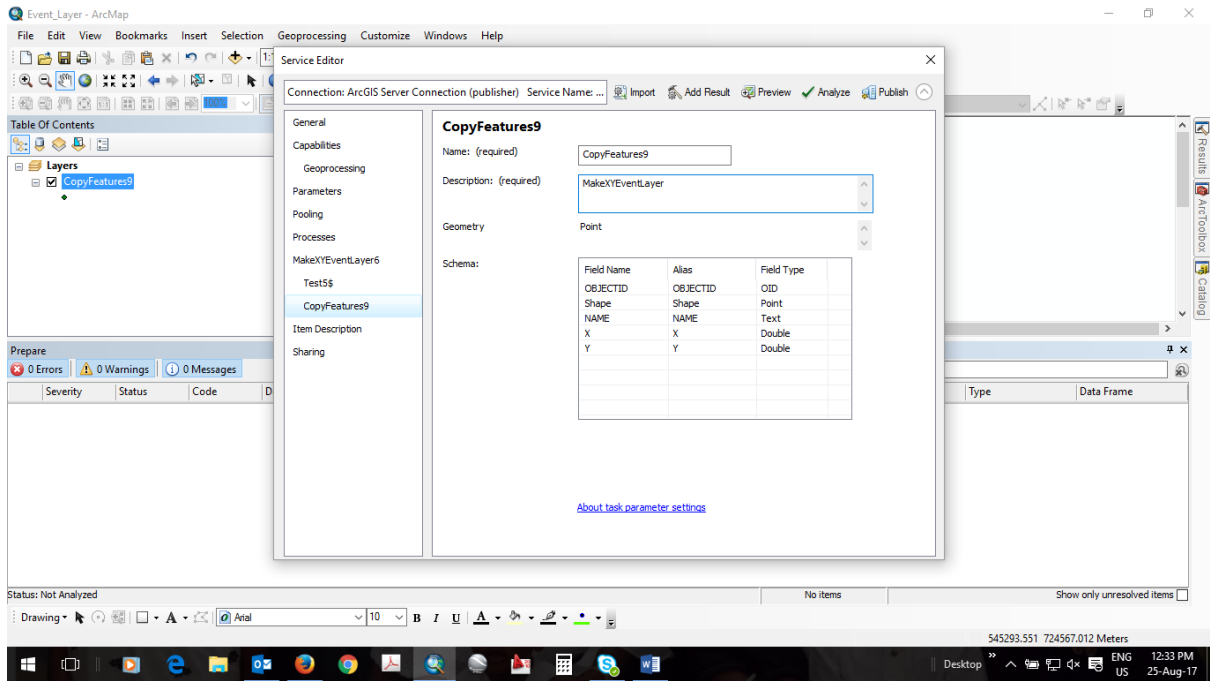 Event_Layer - ArcMap
File Edit View Bookmarks Insert Selection Geoprocessing Customize Windows Help
Service Editor
Connection: ArcGIS Server Connection (publisher) Service Name: ... Import Add Result Preview Analyze Publish
100%
Table Of Contents
Layers
CopyFeatures9
General
Capabilities
Geoprocessing
Parameters
Pooling
Processes
MakeXYEventLayer6
Test5$
CopyFeatures9
Item Description
Sharing
CopyFeatures9
Name: (required) CopyFeatures9
Description: (required) MakeXYEventLayer
Geometry Point
Schema:
Field Name Alias Field Type
OBJECTID OBJECTID OID
Shape Shape Point
NAME NAME Text
X X Double
Y Y Double
About task parameter settings
Results
ArcToolbox
Catalog
Prepare
0 Errors 0 Warnings 0 Messages
Severity Status Code D Type Data Frame
Status: Not Analyzed No items Show only unresolved items
Drawing A Arial 10 B I U A
545293.551 724567.012 Meters
Desktop ENG US 12:33 PM 25-Aug-17